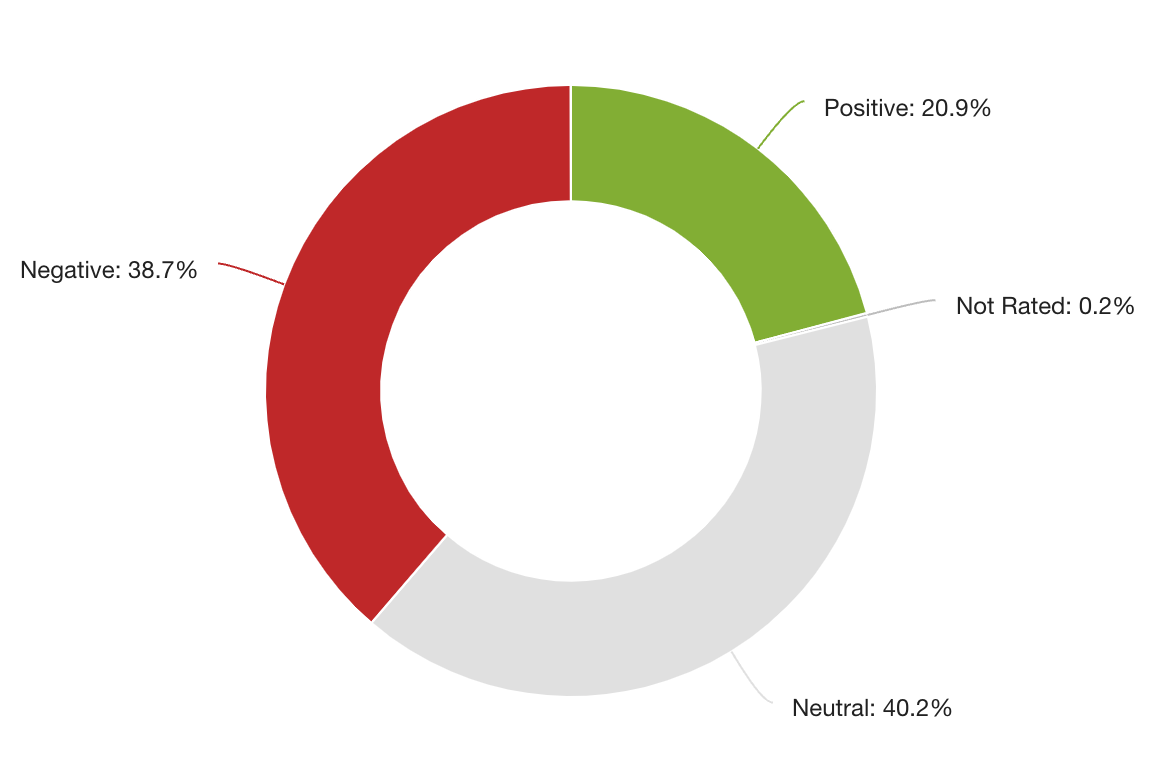 Positive: 20.9%
Negative: 38.7%
Not Rated: 0.2%
Neutral: 40.2%